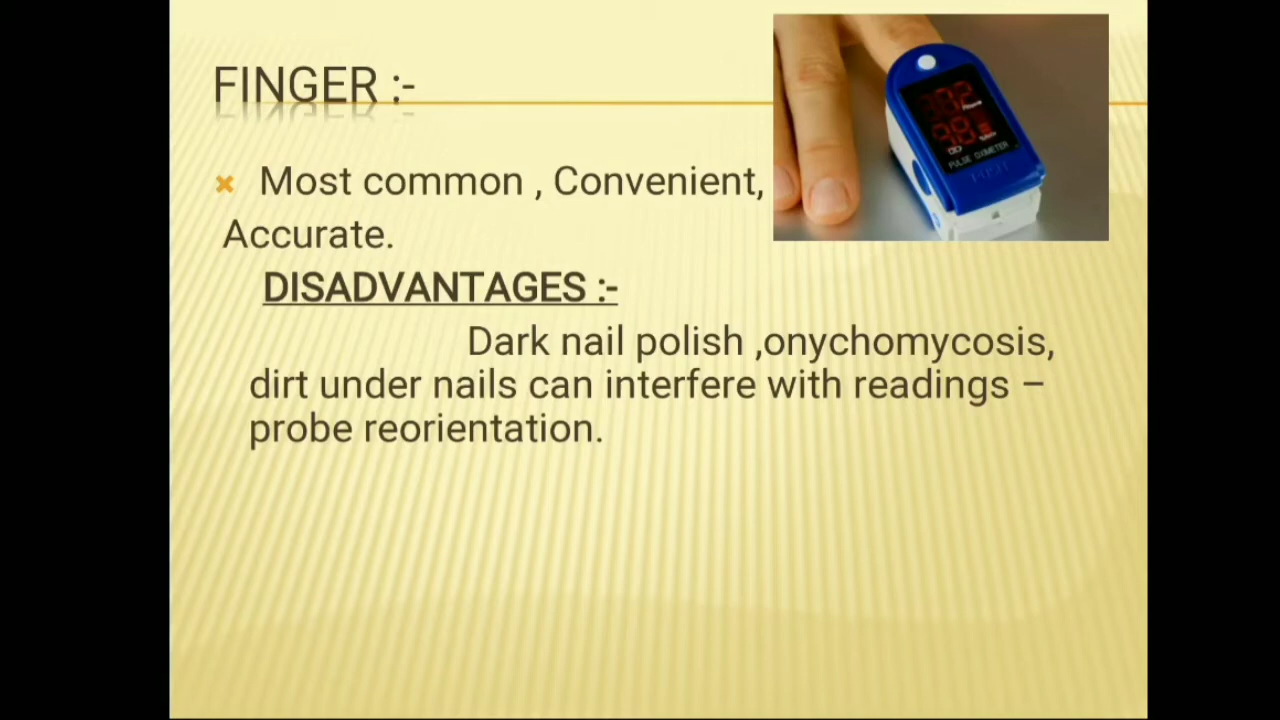 FINGER :-
Most common , Convenient,
Accurate.
DISADVANTAGES :-
Dark nail polish ,onychomycosis,
dirt under nails can interfere with readings –
probe reorientation.
98
PULSE OXIMETER